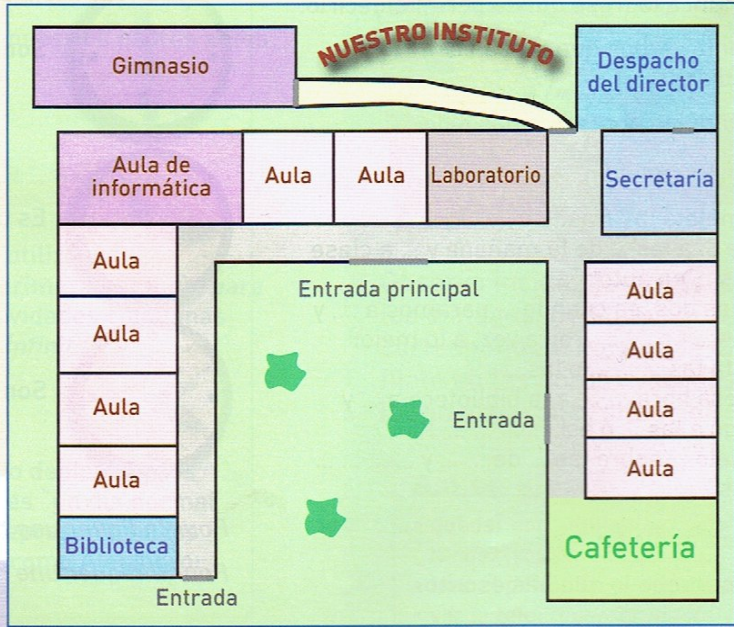 NUESTRO INSTITUTO
Gimnasio
Despacho
del director
Aula de
informática
Aula
Aula
Laboratorio
Secretaría
Aula
Entrada principal
Aula
Aula
Aula
Aula
Entrada
Aula
Aula
Aula
Biblioteca
Cafetería
Entrada